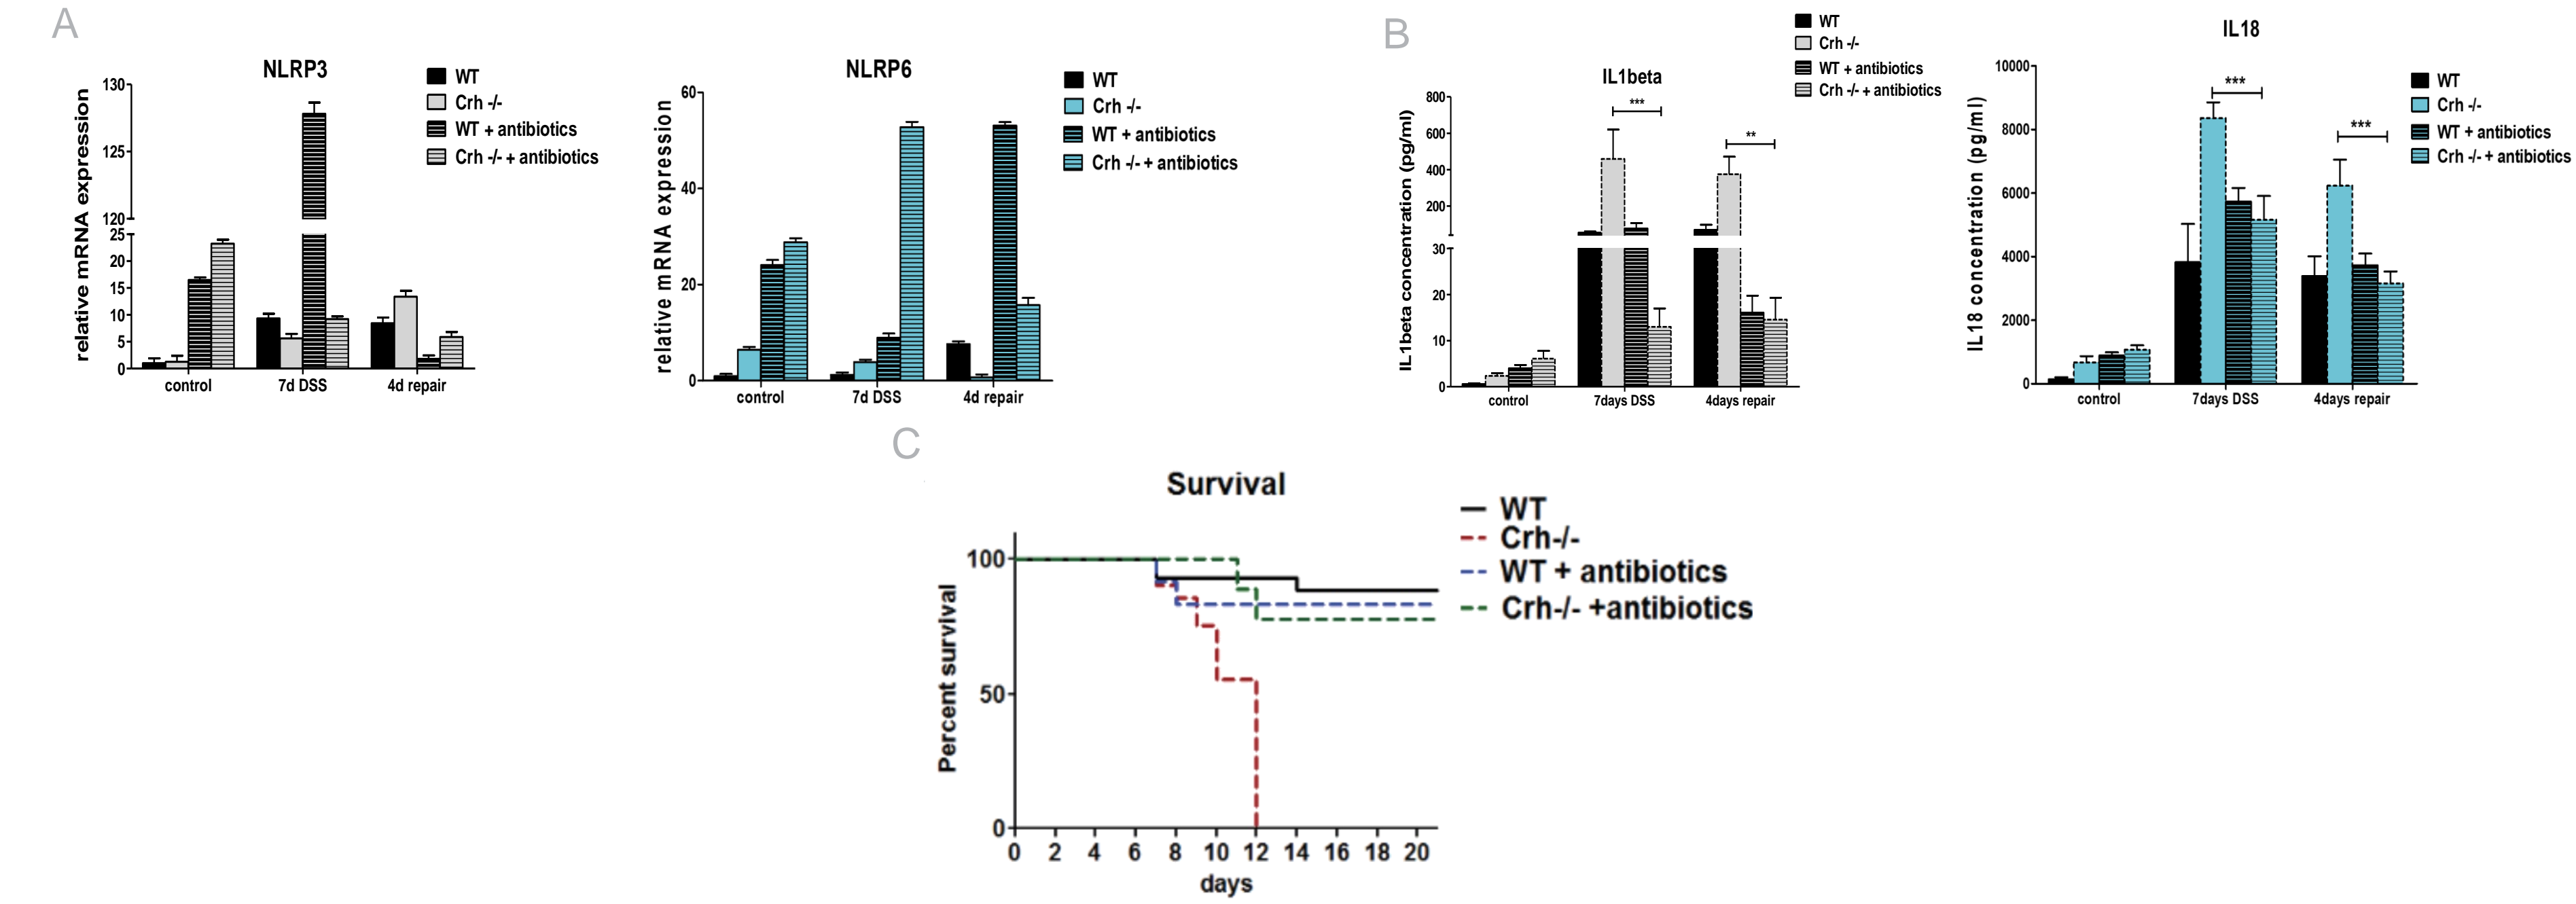 A
NLRP3
relative mRNA expression
130
125
120
25
20
15
10
5
0
control 7d DSS 4d repair
WT
Crh -/-
WT + antibiotics
Crh -/- + antibiotics
NLRP6
relative mRNA expression
60
40
20
0
control 7d DSS 4d repair
WT
Crh -/-
WT + antibiotics
Crh -/- + antibiotics
B
IL1beta
IL1beta concentration (pg/ml)
800
600
400
200
30
20
10
0
***
**
control 7days DSS 4days repair
WT
Crh -/-
WT + antibiotics
Crh -/- + antibiotics
IL18
IL18 concentration (pg/ml)
10000
8000
6000
4000
2000
0
***
***
control 7days DSS 4days repair
WT
Crh -/-
WT + antibiotics
Crh -/- + antibiotics
C
Survival
Percent survival
100
50
0
0 2 4 6 8 10 12 14 16 18 20
days
WT
Crh-/-
WT + antibiotics
Crh-/- +antibiotics